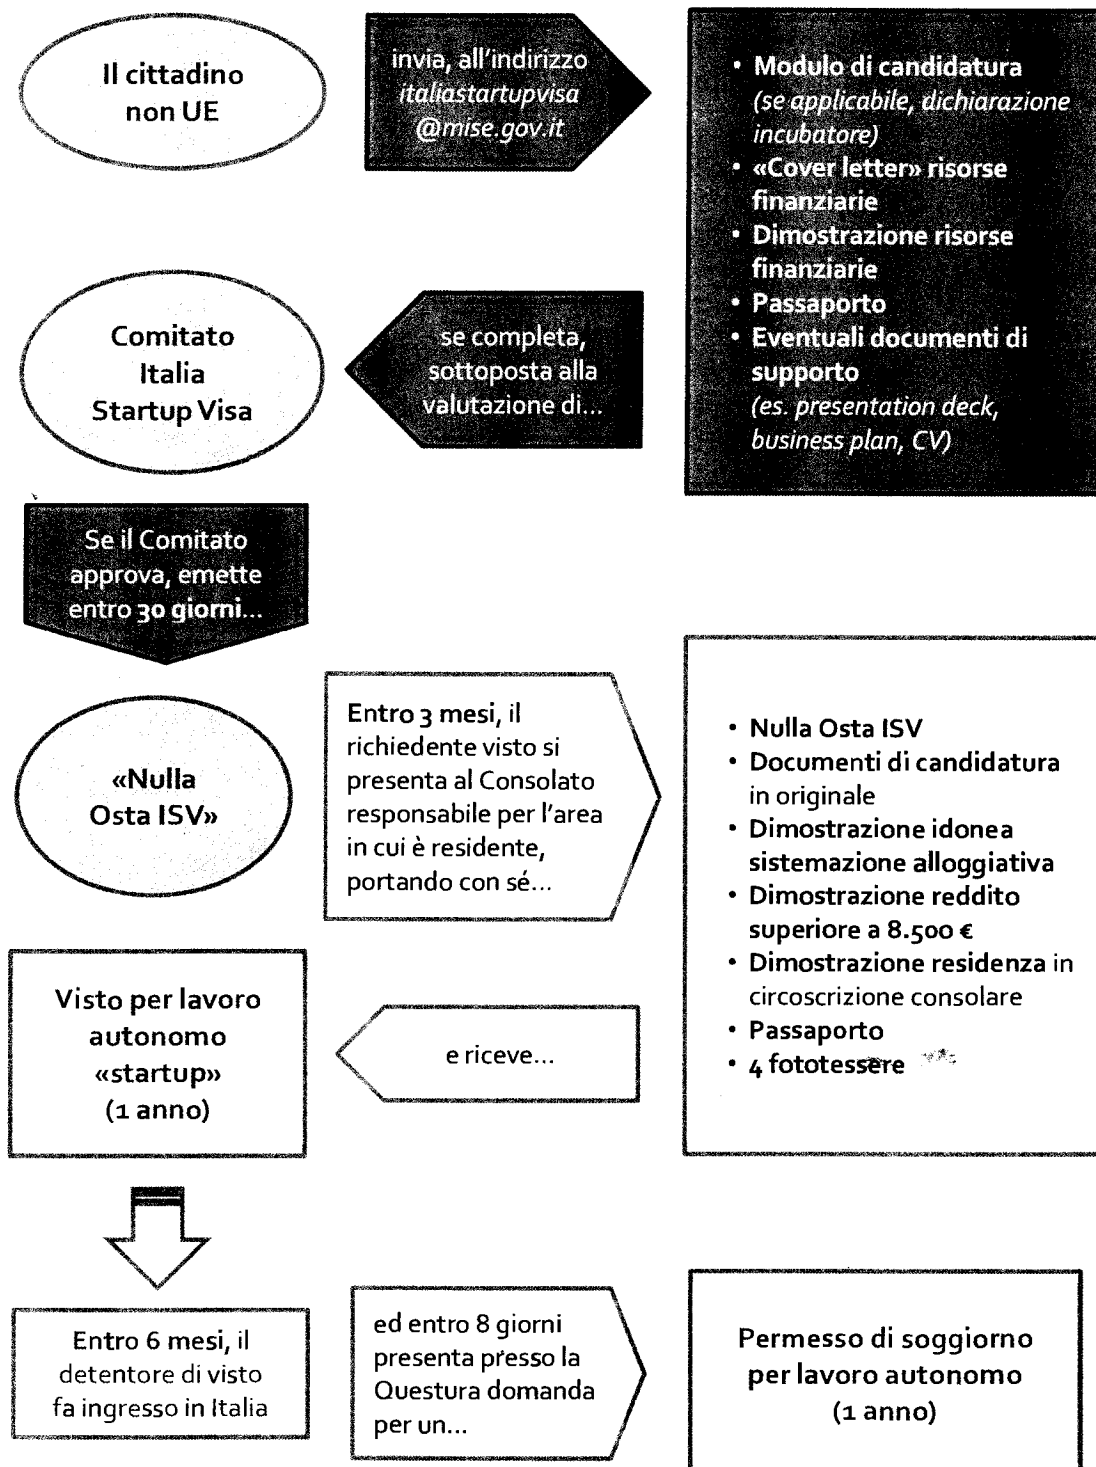 Il cittadino
non UE
invia, all'indirizzo
italiastartupvisa
@mise.gov.it
• Modulo di candidatura
(se applicabile, dichiarazione
incubatore)
• «Cover letter» risorse
finanziarie
• Dimostrazione risorse
finanziarie
• Passaporto
• Eventuali documenti di
supporto
(es. presentation deck,
business plan, CV)
se completa,
sottoposta alla
valutazione di...
Comitato
Italia
Startup Visa
Se il Comitato
approva, emette
entro 30 giorni...
«Nulla
Osta ISV»
Entro 3 mesi, il
richiedente visto si
presenta al Consolato
responsabile per l'area
in cui è residente,
portando con sé...
• Nulla Osta ISV
• Documenti di candidatura
in originale
• Dimostrazione idonea
sistemazione alloggiativa
• Dimostrazione reddito
superiore a 8.500 €
• Dimostrazione residenza in
circoscrizione consolare
• Passaporto
• 4 fototessere
e riceve...
Visto per lavoro
autonomo
«startup»
(1 anno)
Entro 6 mesi, il
detentore di visto
fa ingresso in Italia
ed entro 8 giorni
presenta presso la
Questura domanda
per un...
Permesso di soggiorno
per lavoro autonomo
(1 anno)